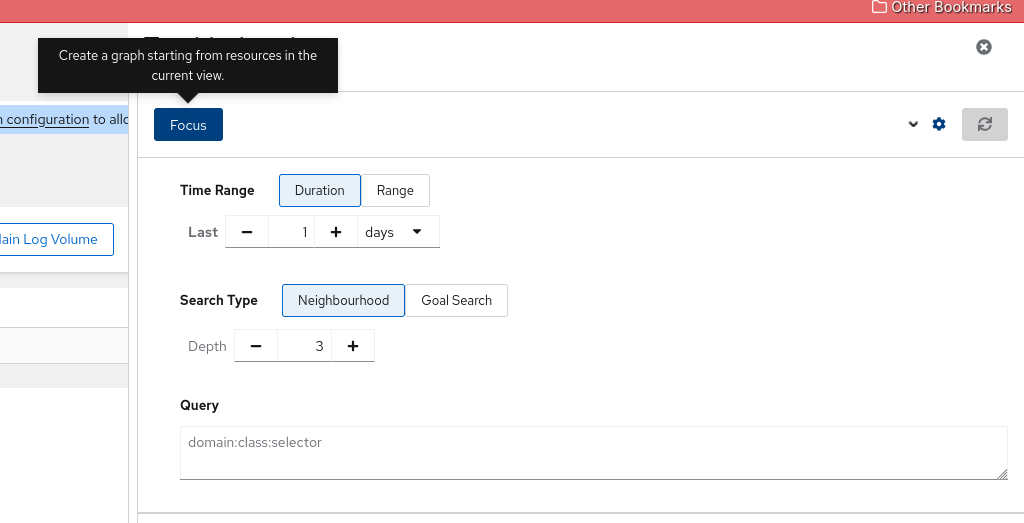 Other Bookmarks
Create a graph starting from resources in the
current view.
n configuration to allo
Focus
Time Range Duration Range
Last 1 days
lain Log Volume
Search Type Neighbourhood Goal Search
Depth 3
Query
domain:class:selector